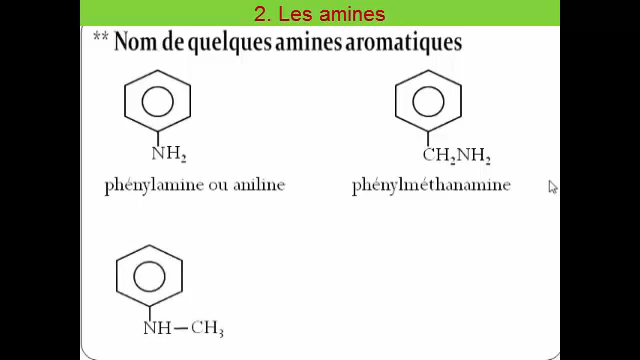 2. Les amines
** Nom de quelques amines aromatiques
NH₂ CH₂NH₂
phénylamine ou aniline phénylméthanamine
NH—CH₃